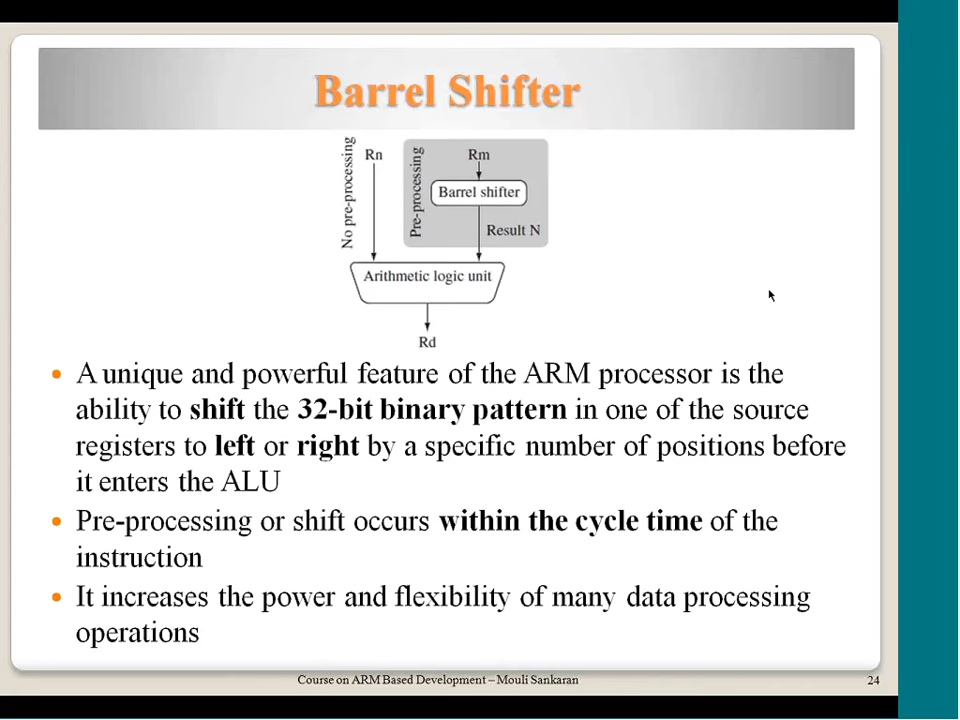 Barrel Shifter
No pre-processing
Rn
Pre-processing
Rm
Barrel shifter
Result N
Arithmetic logic unit
Rd
• A unique and powerful feature of the ARM processor is the
ability to shift the 32-bit binary pattern in one of the source
registers to left or right by a specific number of positions before
it enters the ALU
• Pre-processing or shift occurs within the cycle time of the
instruction
• It increases the power and flexibility of many data processing
operations
Course on ARM Based Development – Mouli Sankaran
24